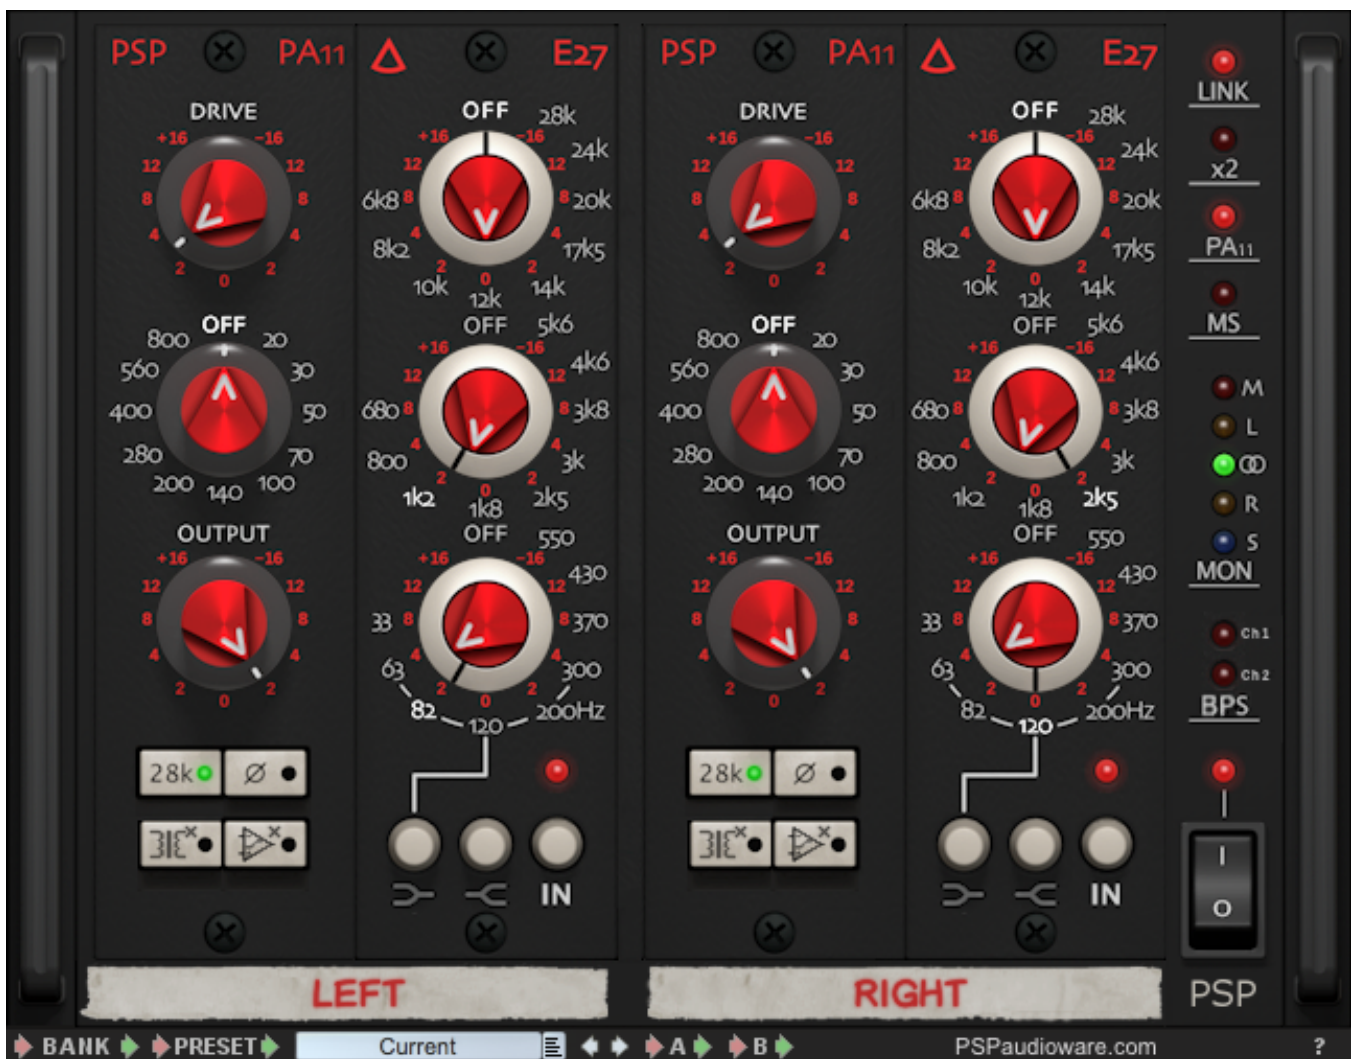 PSP PA11 E27 PSP PA11 E27
LINK
DRIVE OFF 28k DRIVE OFF 28k
+16 -16 +16 -16 24k +16 -16 +16 -16 24k
x2
12 12 12 12 12 12 12 12
8 8 6k8 8 8 20k 8 8 6k8 8 8 20k
4 4 8k2 4 4 17k5 4 4 8k2 4 4 17k5
PA11
2 0 2 10k 2 0 2 14k 2 0 2 10k 2 0 2 14k
12k 12k
OFF OFF 5k6 OFF OFF 5k6
MS
800 20 +16 -16 800 20 +16 -16
560 30 12 12 4k6 560 30 12 12 4k6
M
400 50 680 8 8 3k8 400 50 680 8 8 3k8
L
280 70 800 4 4 3k 280 70 800 4 4 3k
200 140 100 1k2 2 0 2 2k5 200 140 100 1k2 2 0 2 2k5
1k8 1k8
R
OUTPUT OFF 550 OUTPUT OFF 550
S
+16 -16 +16 -16 430 +16 -16 +16 -16 430
MON
12 12 12 12 12 12 12 12
8 8 33 8 8 370 8 8 33 8 8 370
Ch1
4 4 63 4 4 300 4 4 63 4 4 300
Ch2
2 0 2 82 2 0 2 200Hz 2 0 2 82 2 0 2 200Hz
BPS
120 120
28k Ø 28k Ø
I
O
IN IN
LEFT RIGHT PSP
BANK PRESET Current A B PSPaudioware.com ?